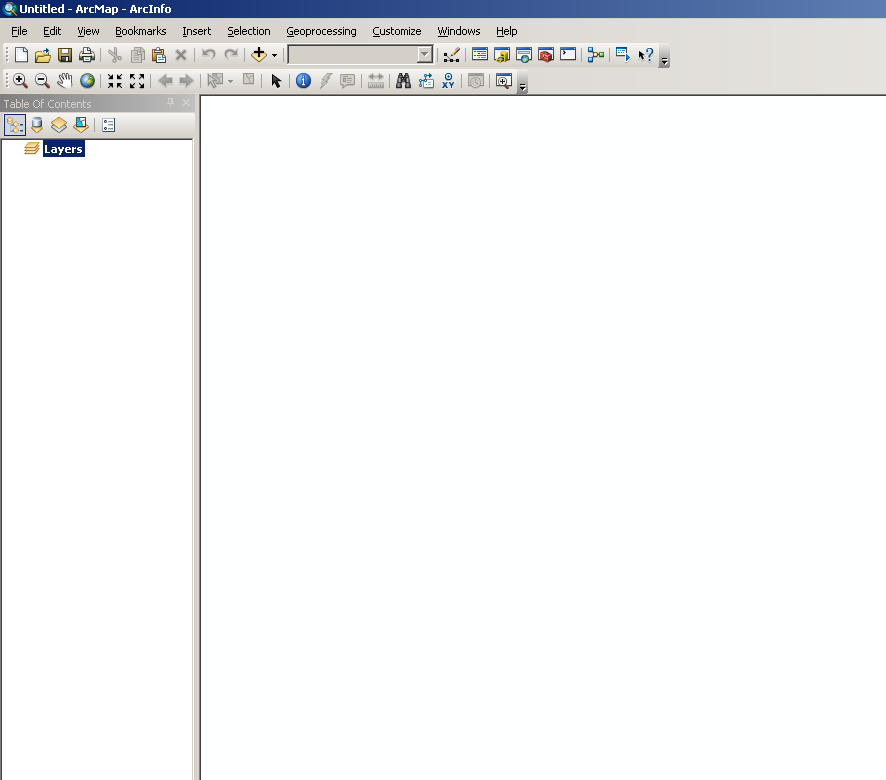 Untitled - ArcMap - ArcInfo
File Edit View Bookmarks Insert Selection Geoprocessing Customize Windows Help
XY
Table Of Contents
Layers